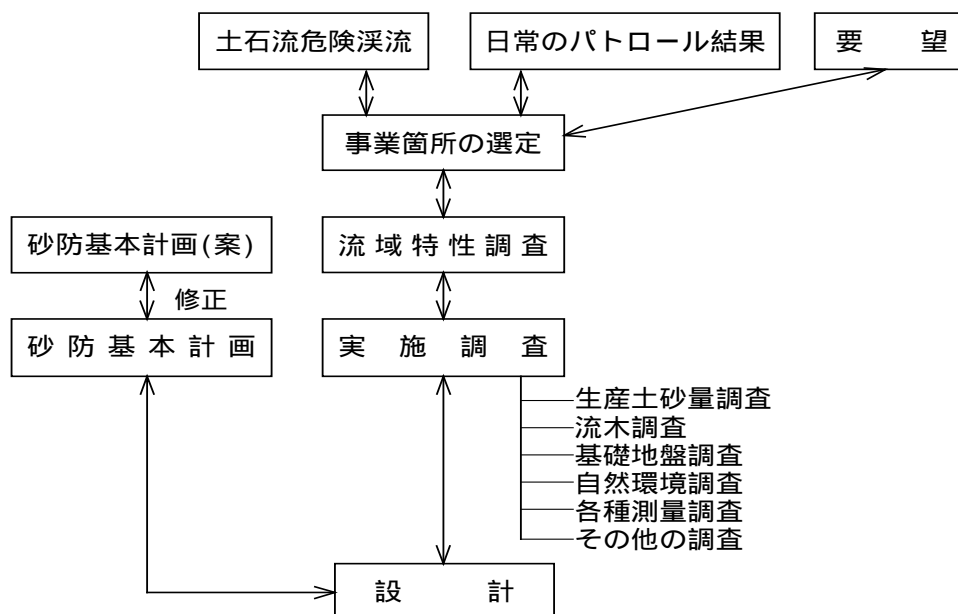 土石流危険渓流
日常のパトロール結果
要 望
事業箇所の選定
砂防基本計画(案)
流域特性調査
修正
砂防基本計画
実施調査
生産土砂量調査
流木調査
基礎地盤調査
自然環境調査
各種測量調査
その他の調査
設 計